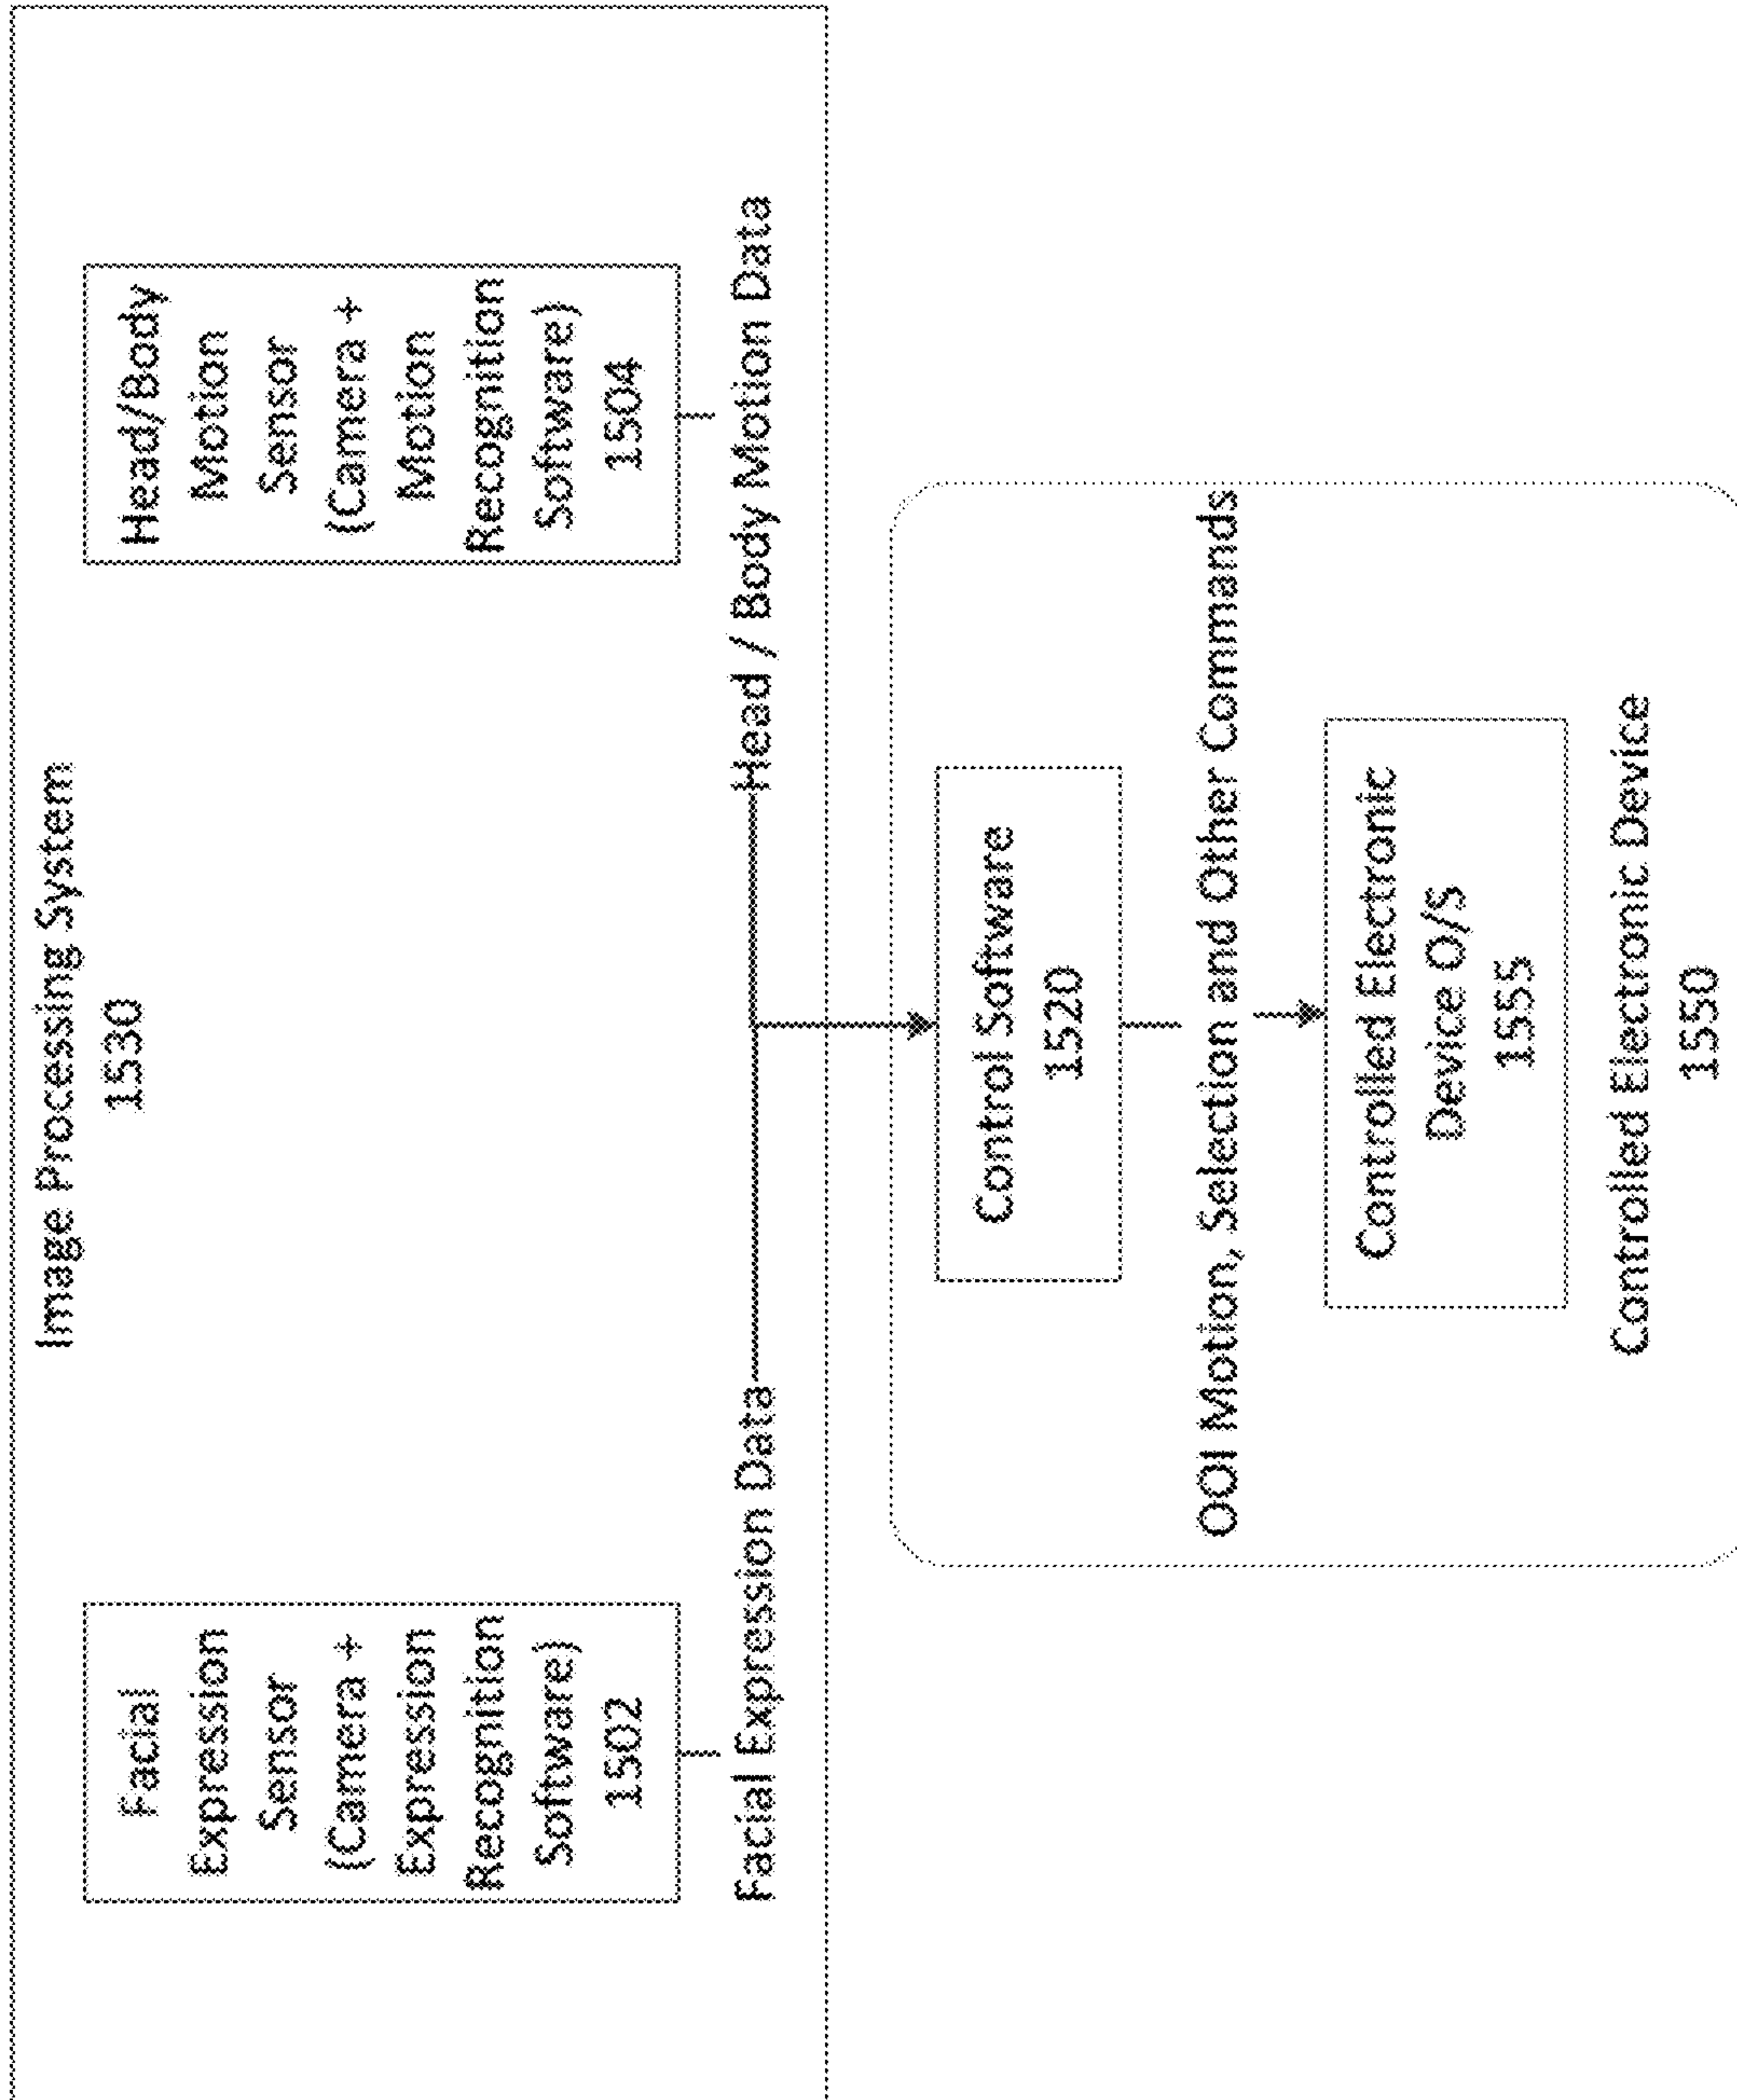 Image Processing System
1530
Facial
Expression
Sensor
(Camera +
Expression
Recognition
Software)
1502
Head/Body
Motion
Sensor
(Camera +
Motion
Recognition
Software)
1504
Facial Expression Data
Head / Body Motion Data
Control Software
1520
OOI Motion, Selection and Other Commands
Controlled Electronic
Device O/S
1555
Controlled Electronic Device
1550